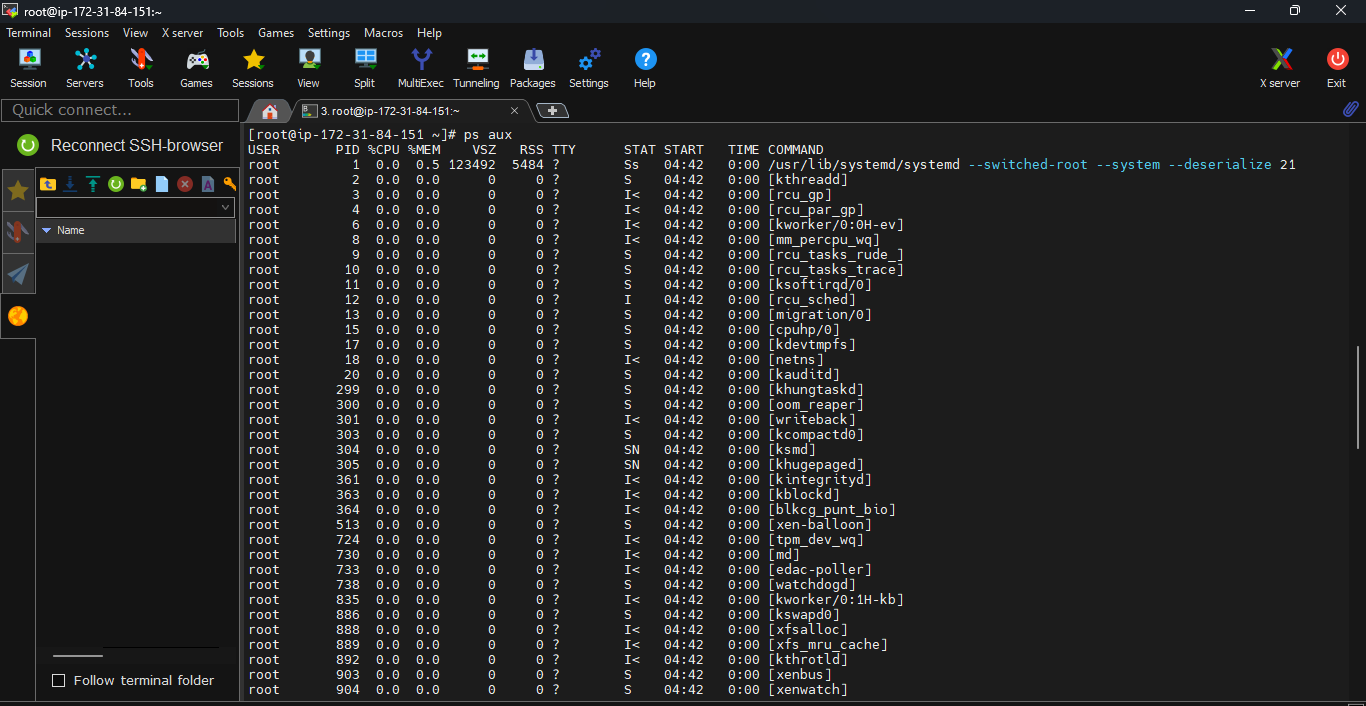 root@ip-172-31-84-151:~
Terminal Sessions View X server Tools Games Settings Macros Help
Session Servers Tools Games Sessions View Split MultiExec Tunneling Packages Settings Help X server Exit
Quick connect...
3. root@ip-172-31-84-151:~
Reconnect SSH-browser
Name
Follow terminal folder
[root@ip-172-31-84-151 ~]# ps aux
USER PID %CPU %MEM VSZ RSS TTY STAT START TIME COMMAND
root 1 0.0 0.5 123492 5484 ? Ss 04:42 0:00 /usr/lib/systemd/systemd --switched-root --system --deserialize 21
root 2 0.0 0.0 0 0 ? S 04:42 0:00 [kthreadd]
root 3 0.0 0.0 0 0 ? I< 04:42 0:00 [rcu_gp]
root 4 0.0 0.0 0 0 ? I< 04:42 0:00 [rcu_par_gp]
root 6 0.0 0.0 0 0 ? I< 04:42 0:00 [kworker/0:0H-ev]
root 8 0.0 0.0 0 0 ? I< 04:42 0:00 [mm_percpu_wq]
root 9 0.0 0.0 0 0 ? S 04:42 0:00 [rcu_tasks_rude_]
root 10 0.0 0.0 0 0 ? S 04:42 0:00 [rcu_tasks_trace]
root 11 0.0 0.0 0 0 ? S 04:42 0:00 [ksoftirqd/0]
root 12 0.0 0.0 0 0 ? I 04:42 0:00 [rcu_sched]
root 13 0.0 0.0 0 0 ? S 04:42 0:00 [migration/0]
root 15 0.0 0.0 0 0 ? S 04:42 0:00 [cpuhp/0]
root 17 0.0 0.0 0 0 ? S 04:42 0:00 [kdevtmpfs]
root 18 0.0 0.0 0 0 ? I< 04:42 0:00 [netns]
root 20 0.0 0.0 0 0 ? S 04:42 0:00 [kauditd]
root 299 0.0 0.0 0 0 ? S 04:42 0:00 [khungtaskd]
root 300 0.0 0.0 0 0 ? S 04:42 0:00 [oom_reaper]
root 301 0.0 0.0 0 0 ? I< 04:42 0:00 [writeback]
root 303 0.0 0.0 0 0 ? S 04:42 0:00 [kcompactd0]
root 304 0.0 0.0 0 0 ? SN 04:42 0:00 [ksmd]
root 305 0.0 0.0 0 0 ? SN 04:42 0:00 [khugepaged]
root 361 0.0 0.0 0 0 ? I< 04:42 0:00 [kintegrityd]
root 363 0.0 0.0 0 0 ? I< 04:42 0:00 [kblockd]
root 364 0.0 0.0 0 0 ? I< 04:42 0:00 [blkcg_punt_bio]
root 513 0.0 0.0 0 0 ? S 04:42 0:00 [xen-balloon]
root 724 0.0 0.0 0 0 ? I< 04:42 0:00 [tpm_dev_wq]
root 730 0.0 0.0 0 0 ? I< 04:42 0:00 [md]
root 733 0.0 0.0 0 0 ? I< 04:42 0:00 [edac-poller]
root 738 0.0 0.0 0 0 ? S 04:42 0:00 [watchdogd]
root 835 0.0 0.0 0 0 ? I< 04:42 0:00 [kworker/0:1H-kb]
root 886 0.0 0.0 0 0 ? S 04:42 0:00 [kswapd0]
root 888 0.0 0.0 0 0 ? I< 04:42 0:00 [xfsalloc]
root 889 0.0 0.0 0 0 ? I< 04:42 0:00 [xfs_mru_cache]
root 892 0.0 0.0 0 0 ? I< 04:42 0:00 [kthrotld]
root 903 0.0 0.0 0 0 ? S 04:42 0:00 [xenbus]
root 904 0.0 0.0 0 0 ? S 04:42 0:00 [xenwatch]